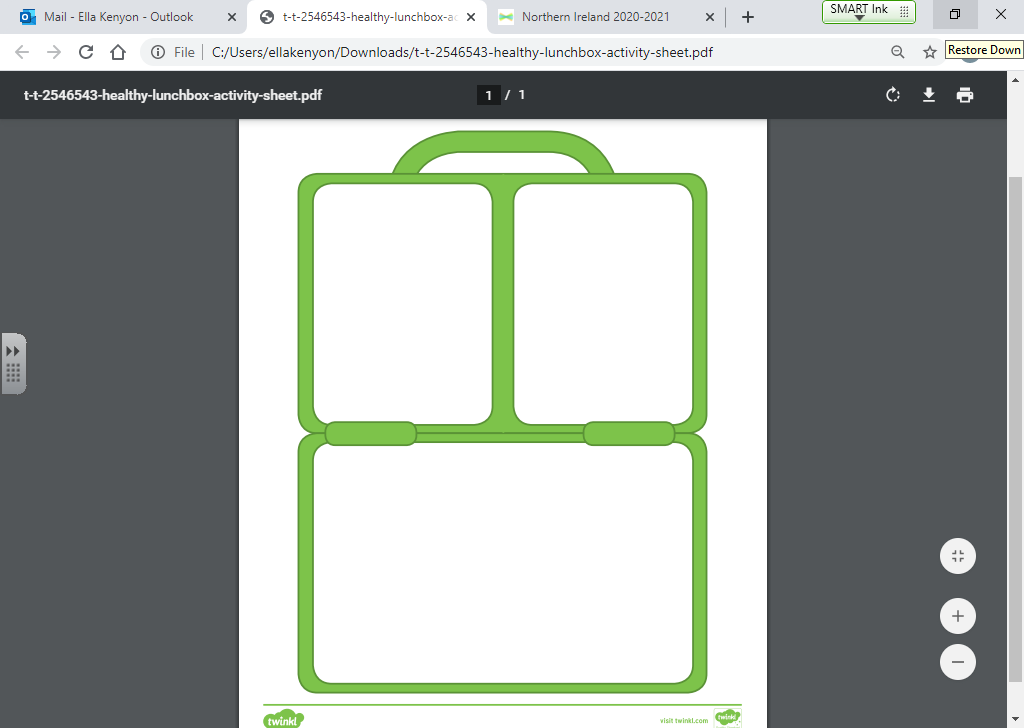 Mail - Ella Kenyon - Outlook
t-t-2546543-healthy-lunchbox-ac
Northern Ireland 2020-2021
SMART Ink
File
C:/Users/ellakenyon/Downloads/t-t-2546543-healthy-lunchbox-activity-sheet.pdf
Restore Down
t-t-2546543-healthy-lunchbox-activity-sheet.pdf
1 / 1
twinkl
visit twinkl.com
twinkl